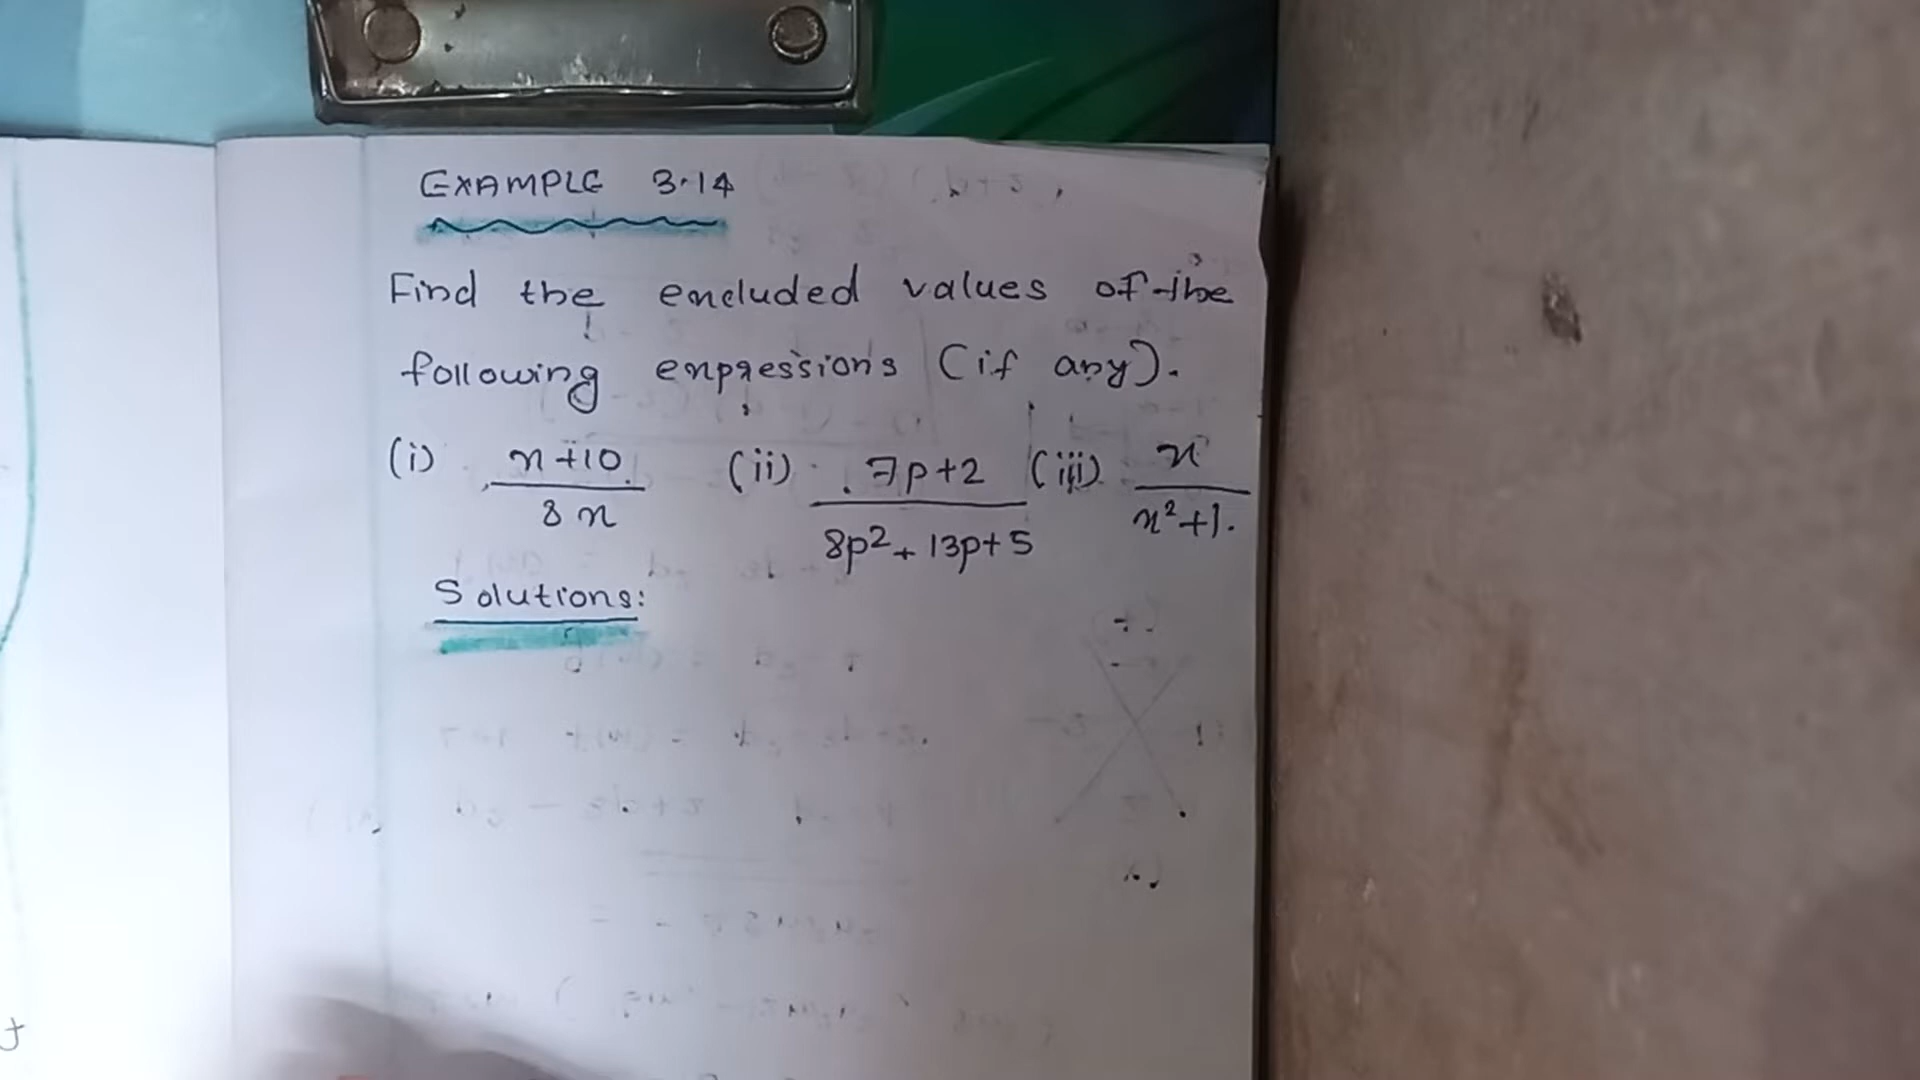 EXAMPLE 3.14
Find the excluded values of the
following expressions (if any).
(i) x+10/8x (ii) 7p+2/8p²+13p+5 (iii) x/x²+1.
Solutions: